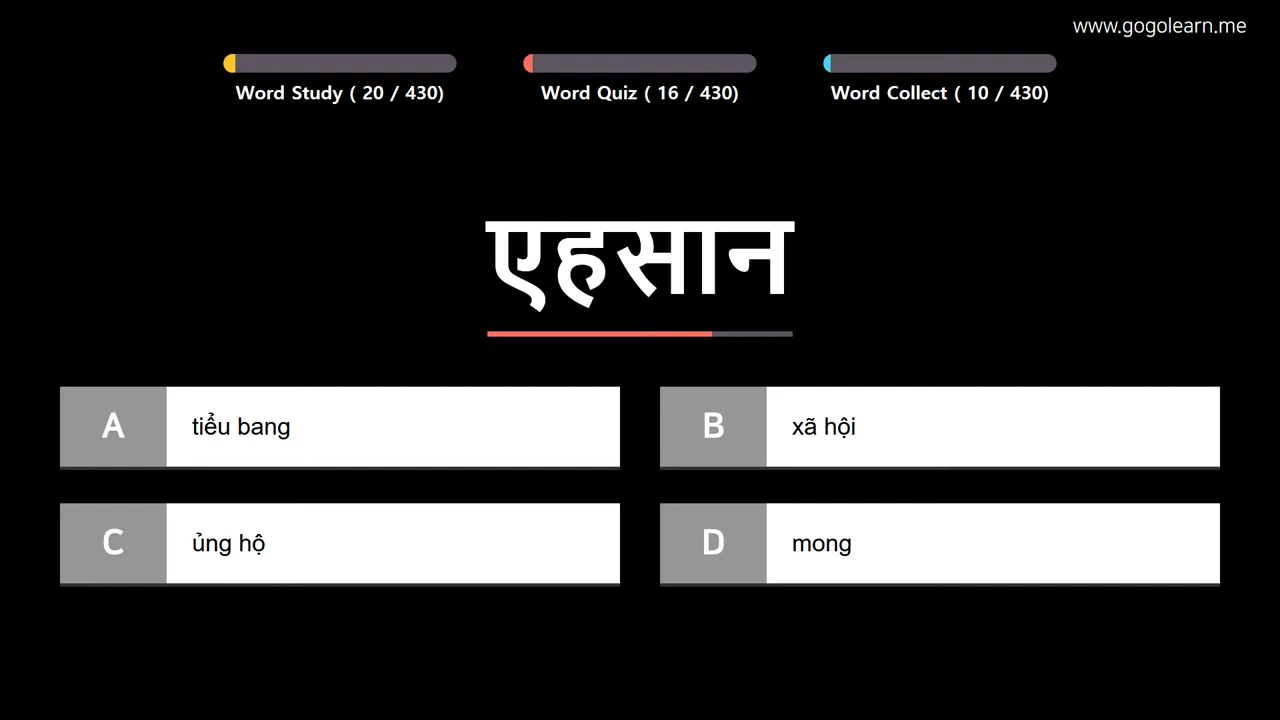 www.gogolearn.me
Word Study ( 20 / 430)
Word Quiz ( 16 / 430)
Word Collect ( 10 / 430)
एहसान
A
tiểu bang
B
xã hội
C
ủng hộ
D
mong